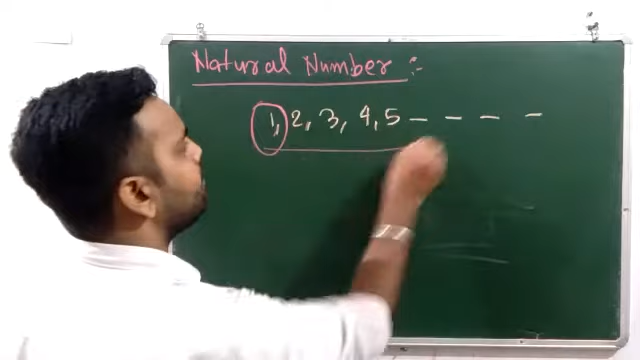 Natural Number :-
1, 2, 3, 4, 5 - - - -